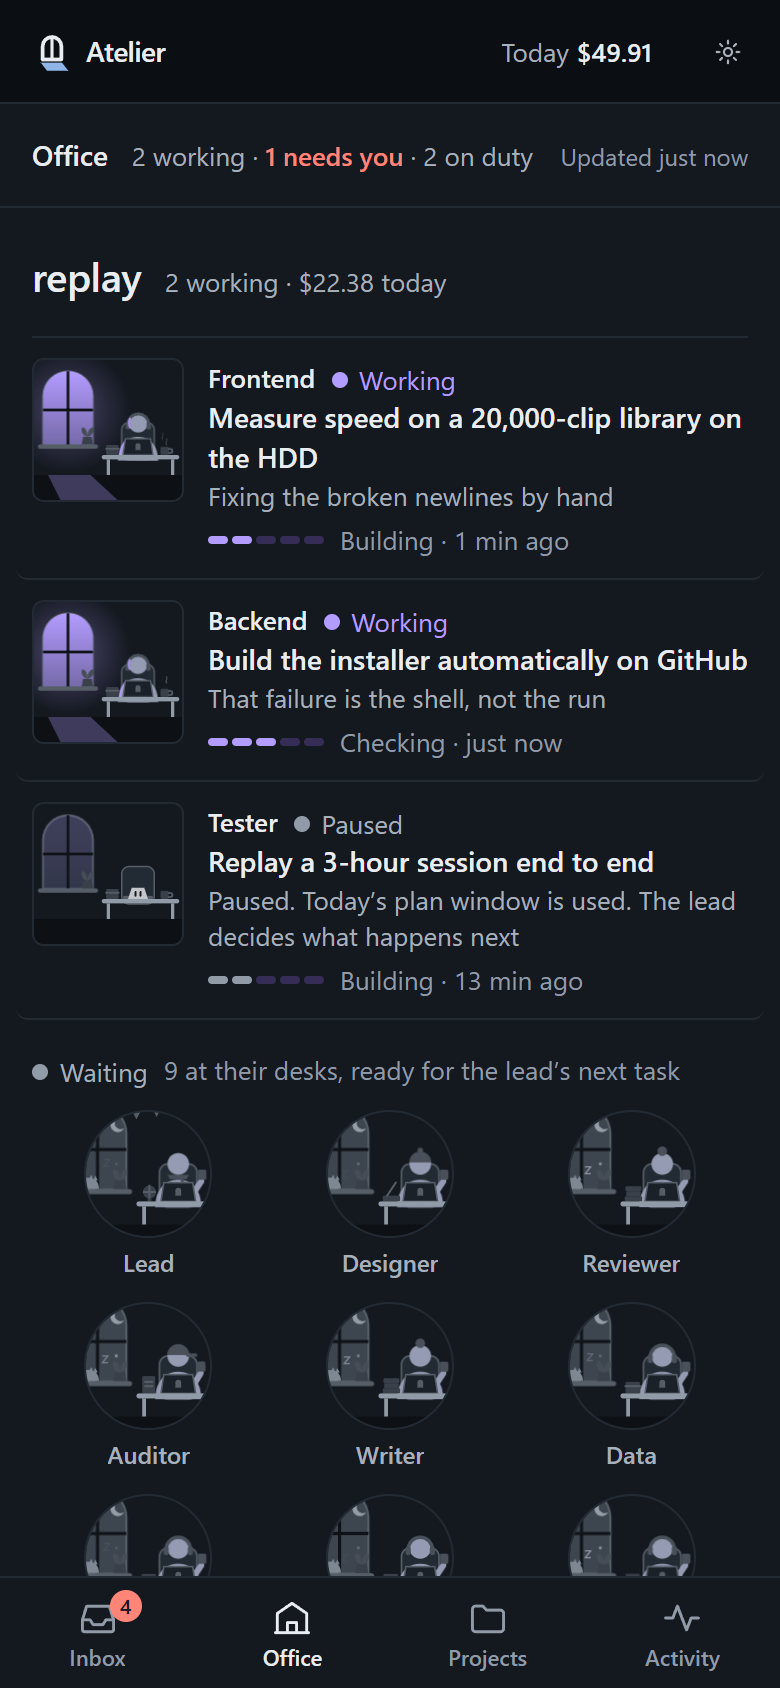 Atelier
Today $49.91
Office 2 working · 1 needs you · 2 on duty Updated just now
replay 2 working · $22.38 today
Frontend Working
Measure speed on a 20,000-clip library on
the HDD
Fixing the broken newlines by hand
Building · 1 min ago
Backend Working
Build the installer automatically on GitHub
That failure is the shell, not the run
Checking · just now
Tester Paused
Replay a 3-hour session end to end
Paused. Today’s plan window is used. The lead
decides what happens next
Building · 13 min ago
Waiting 9 at their desks, ready for the lead’s next task
z
Lead Designer Reviewer
z z z
Auditor Writer Data
z
4
Inbox Office Projects Activity